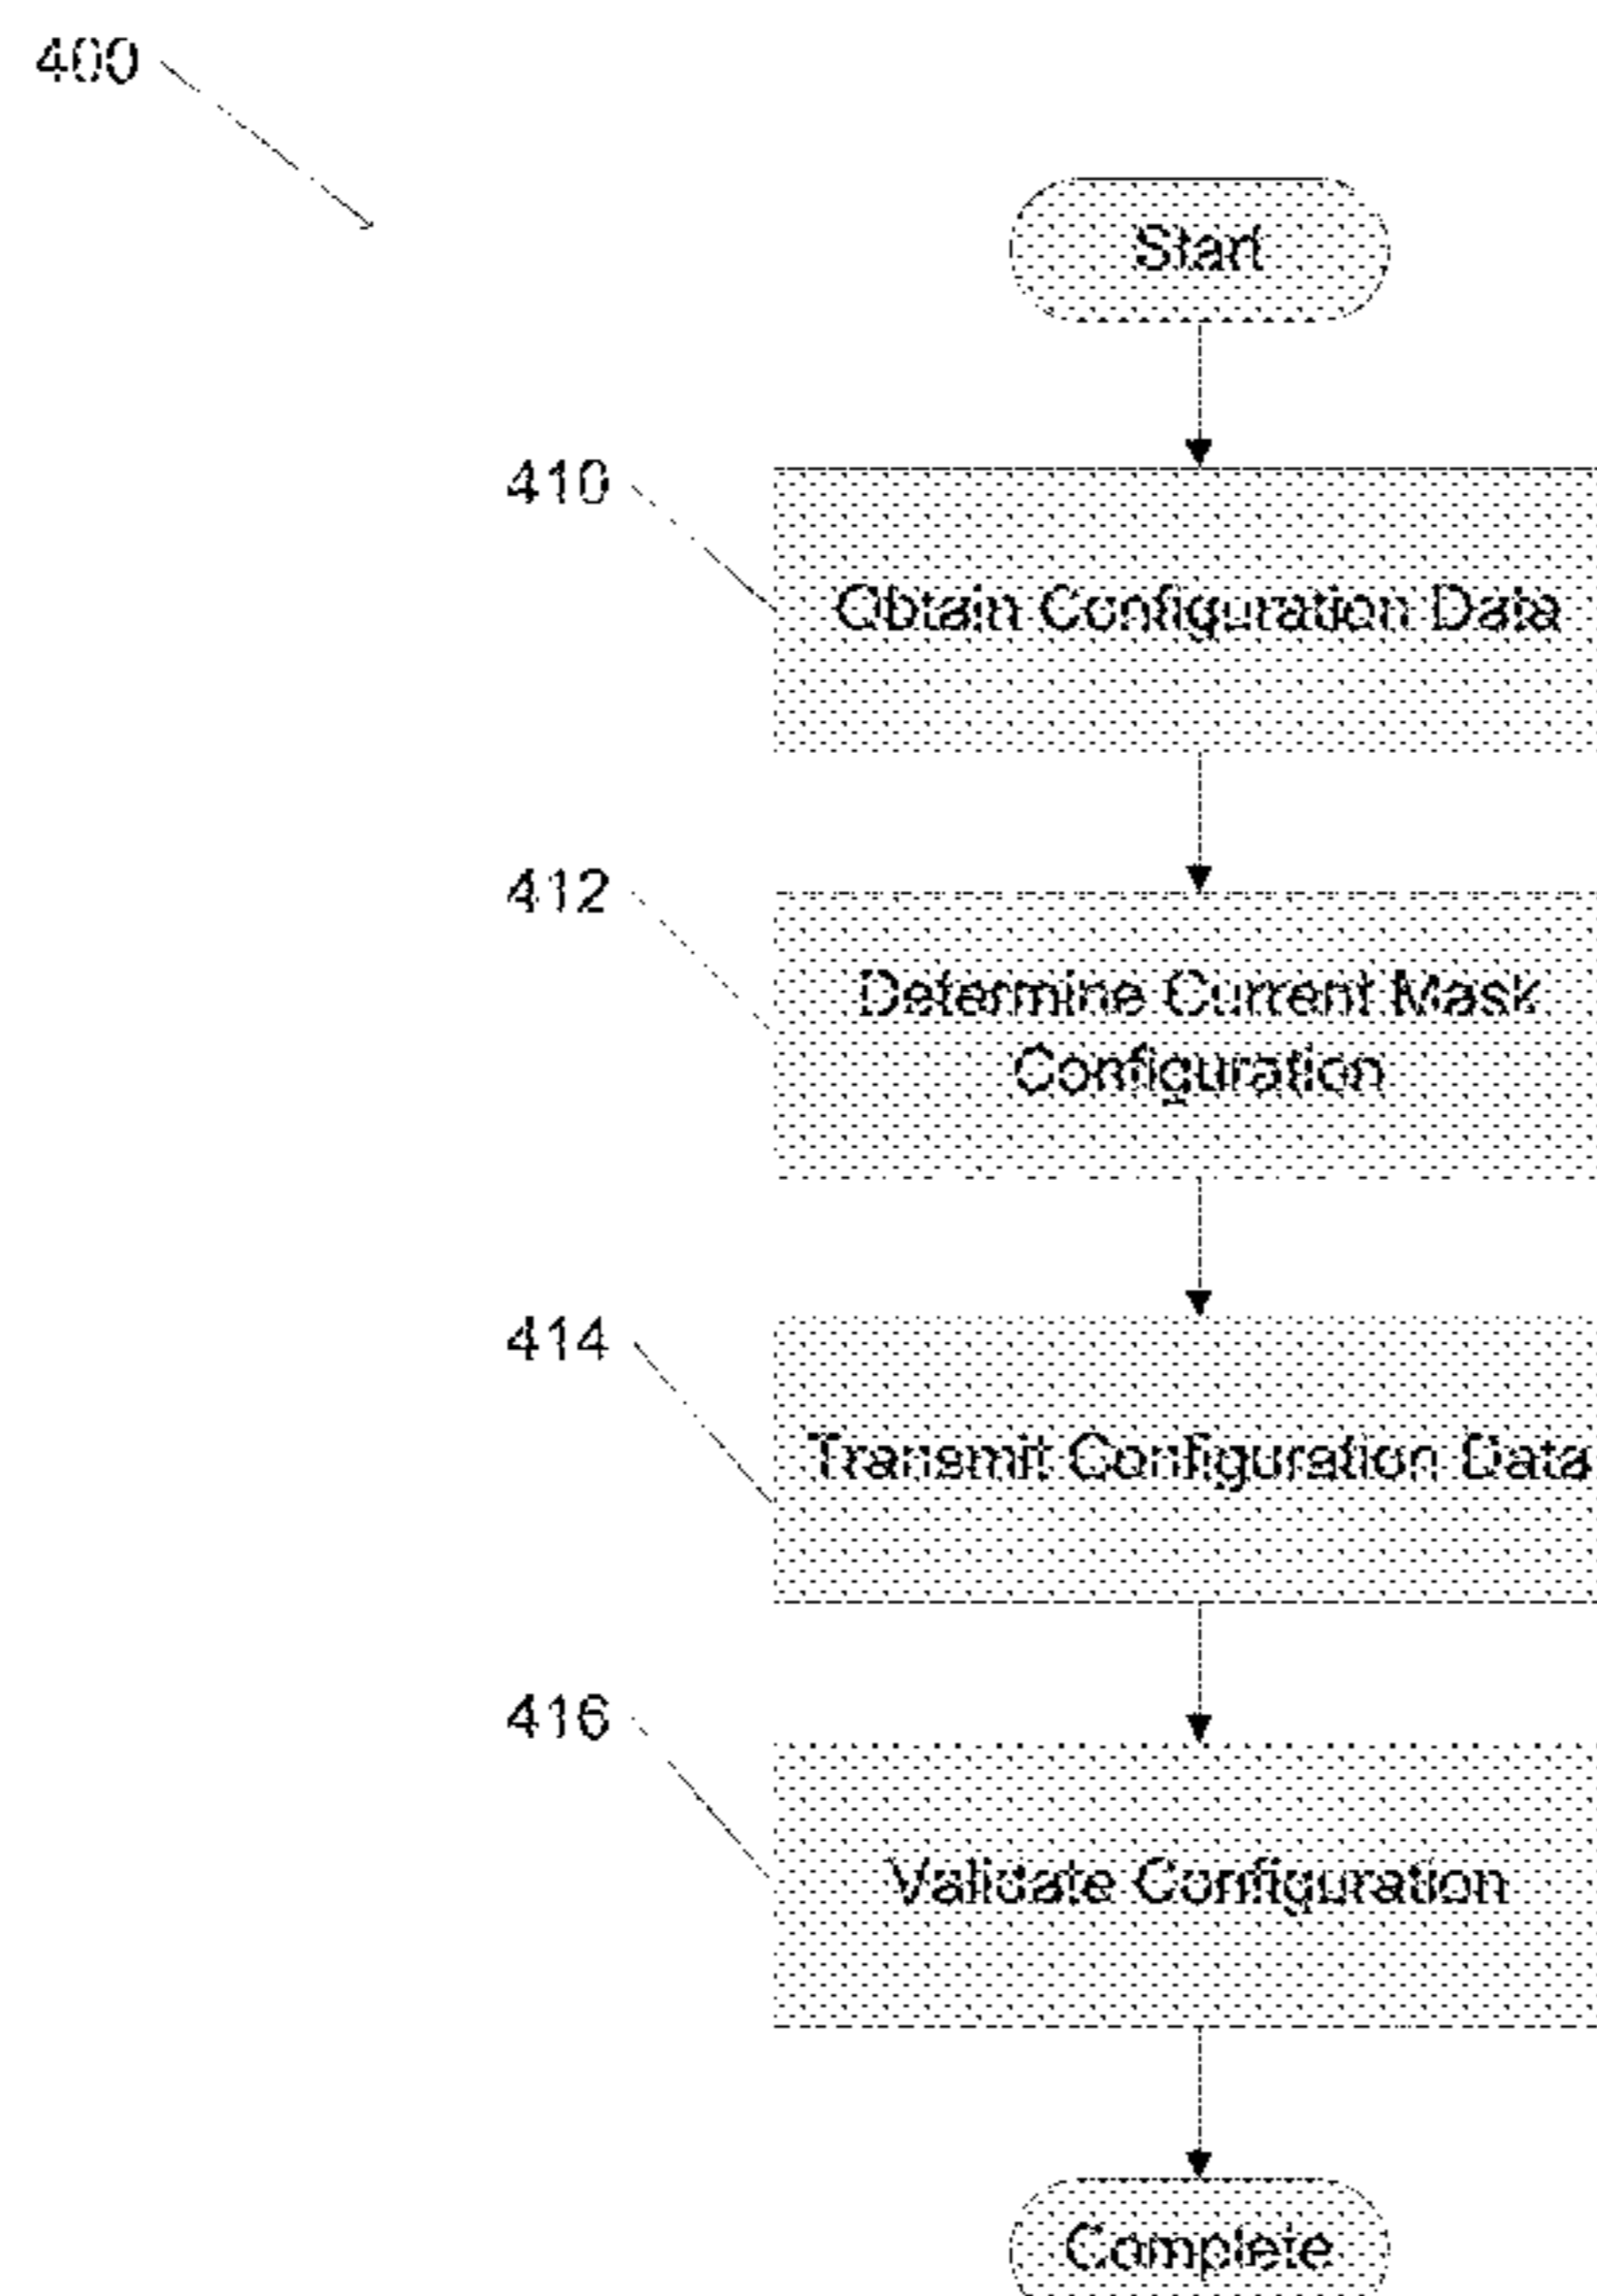 400
Start
410
Obtain Configuration Data
412
Determine Current Mask
Configuration
414
Transmit Configuration Data
416
Validate Configuration
Complete